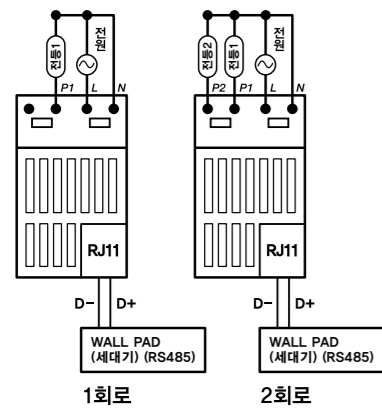 전등1
전원
P1 L N
RJ11
D- D+
WALL PAD
(세대기) (RS485)
1회로
전등2
전등1
전원
P2 P1 L N
RJ11
D- D+
WALL PAD
(세대기) (RS485)
2회로